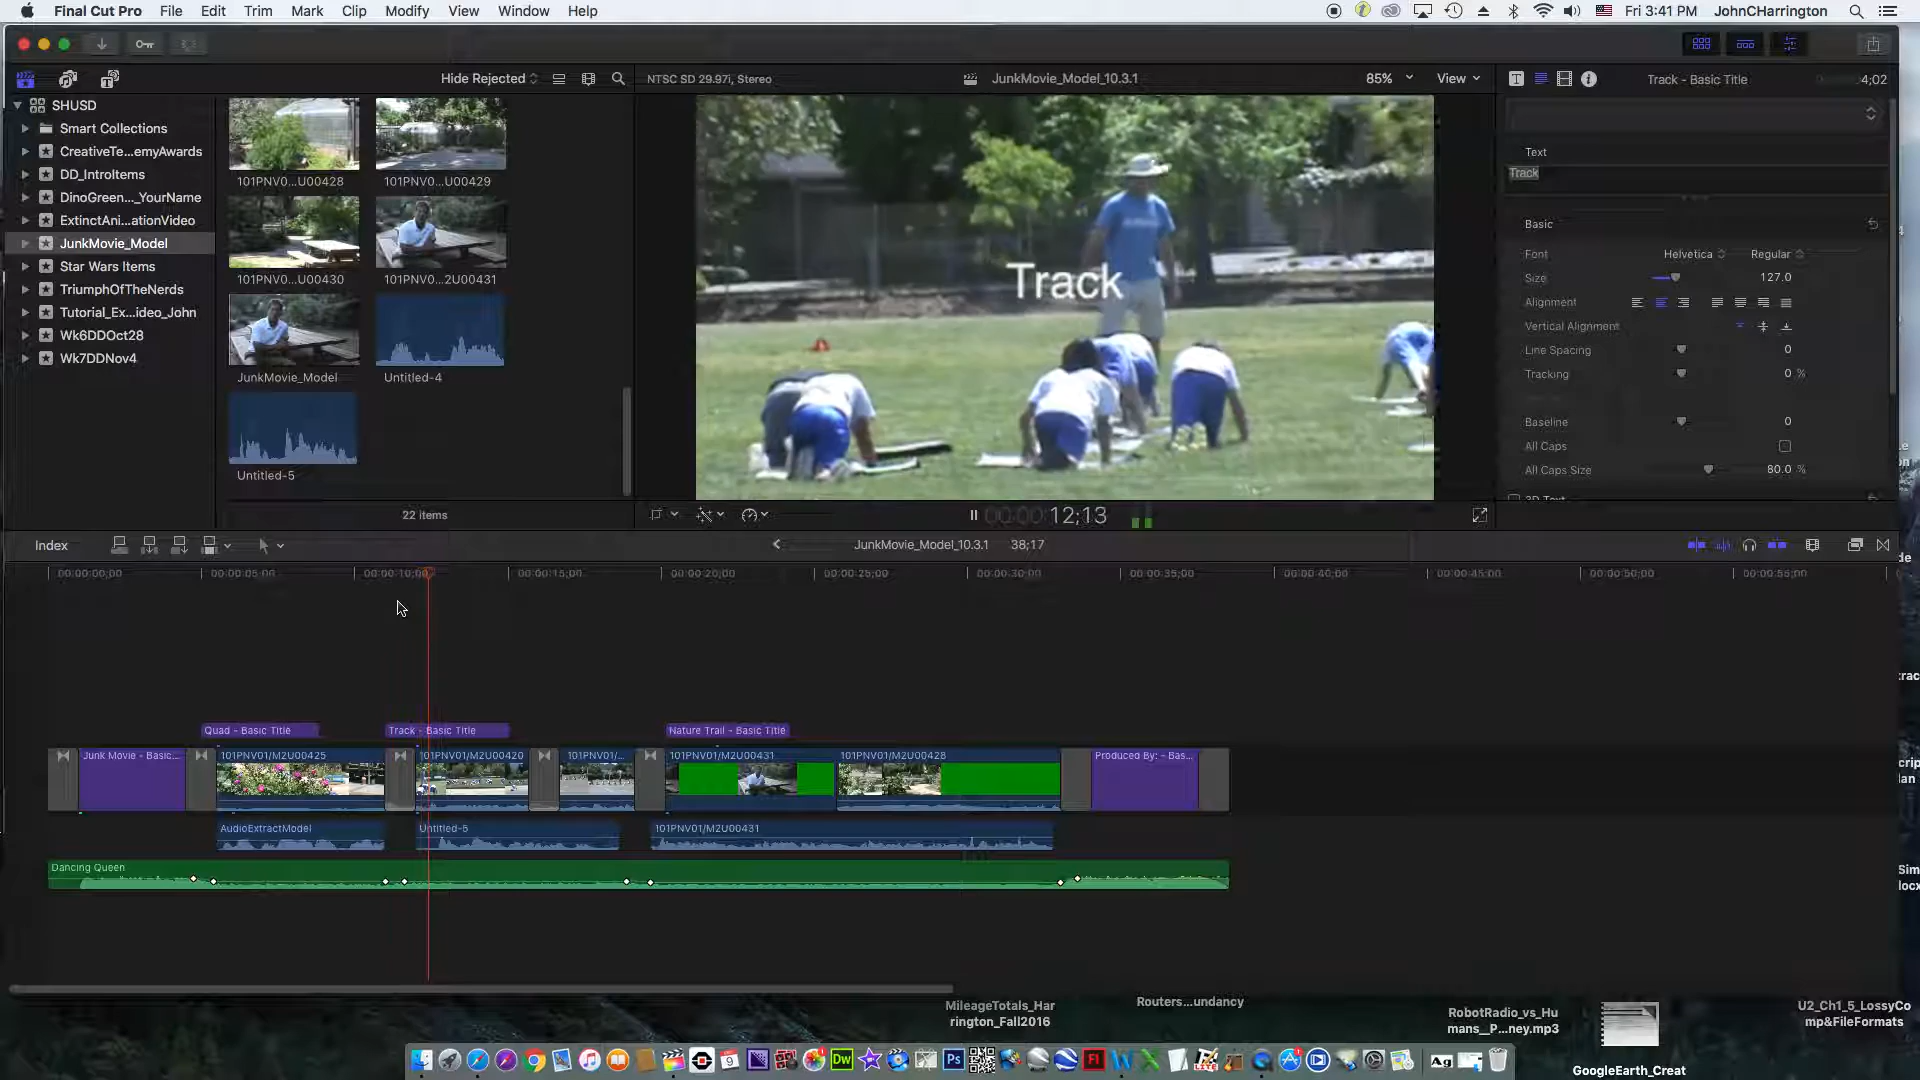 Final Cut Pro File Edit Trim Mark Clip Modify View Window Help Fri 3:41 PM JohnCHarrington
Hide Rejected NTSC SD 29.97i, Stereo JunkMovie_Model_10.3.1 85% View Track - Basic Title 4;02
SHUSD
Smart Collections
CreativeTe...emyAwards
DD_IntroItems
DinoGreen..._YourName
ExtinctAni...ationVideo
JunkMovie_Model
Star Wars Items
TriumphOfTheNerds
Tutorial_Ex...ideo_John
Wk6DDOct28
Wk7DDNov4
101PNV0...U00428 101PNV0...U00429
101PNV0...U00430 101PNV0...2U00431
JunkMovie_Model Untitled-4
Untitled-5
22 items
Track
00:00:00:12;13
Text
Track
Basic
Font Helvetica Regular
Size 127.0
Alignment
Vertical Alignment
Line Spacing 0
Tracking 0 %
Baseline 0
All Caps
All Caps Size 80.0 %
3D Text
Index JunkMovie_Model_10.3.1 38;17
00:00:00;00 00:00:05;00 00:00:10;00 00:00:15;00 00:00:20;00 00:00:25;00 00:00:30;00 00:00:35;00 00:00:40;00 00:00:45;00 00:00:50;00 00:00:55;00
Quad - Basic Title Track - Basic Title Nature Trail - Basic Title
Junk Movie - Basic... 101PNV01/M2U00425 101PNV01/M2U00420 101PNV01/... 101PNV01/M2U00431 101PNV01/M2U00428 Produced By: - Bas...
AudioExtractModel Untitled-5 101PNV01/M2U00431
Dancing Queen
MileageTotals_Har
rington_Fall2016
Routers...undancy
RobotRadio_vs_Hu
mans__P...ney.mp3
GoogleEarth_Creat
U2_Ch1_5_LossyCo
mp&FileFormats
Dw Ps Fl Ag